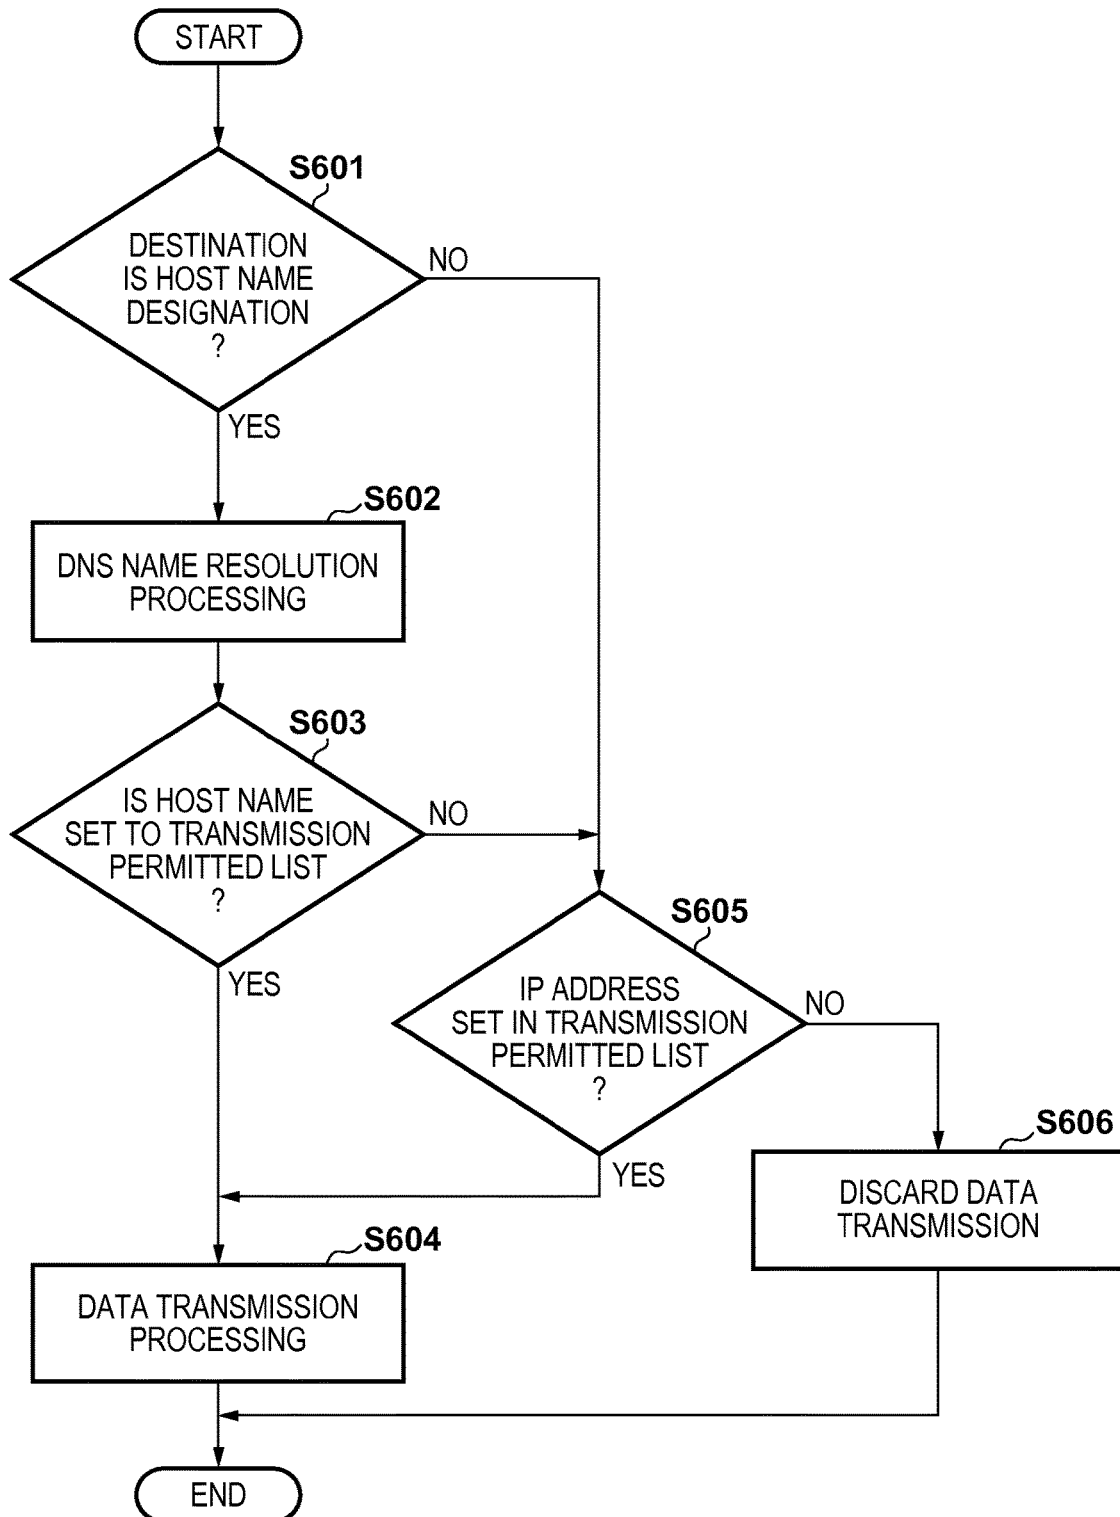 START
S601
DESTINATION
IS HOST NAME
DESIGNATION
?
NO
YES
S602
DNS NAME RESOLUTION
PROCESSING
S603
IS HOST NAME
SET TO TRANSMISSION
PERMITTED LIST
?
NO
YES
S605
IP ADDRESS
SET IN TRANSMISSION
PERMITTED LIST
?
NO
YES
S606
DISCARD DATA
TRANSMISSION
S604
DATA TRANSMISSION
PROCESSING
END